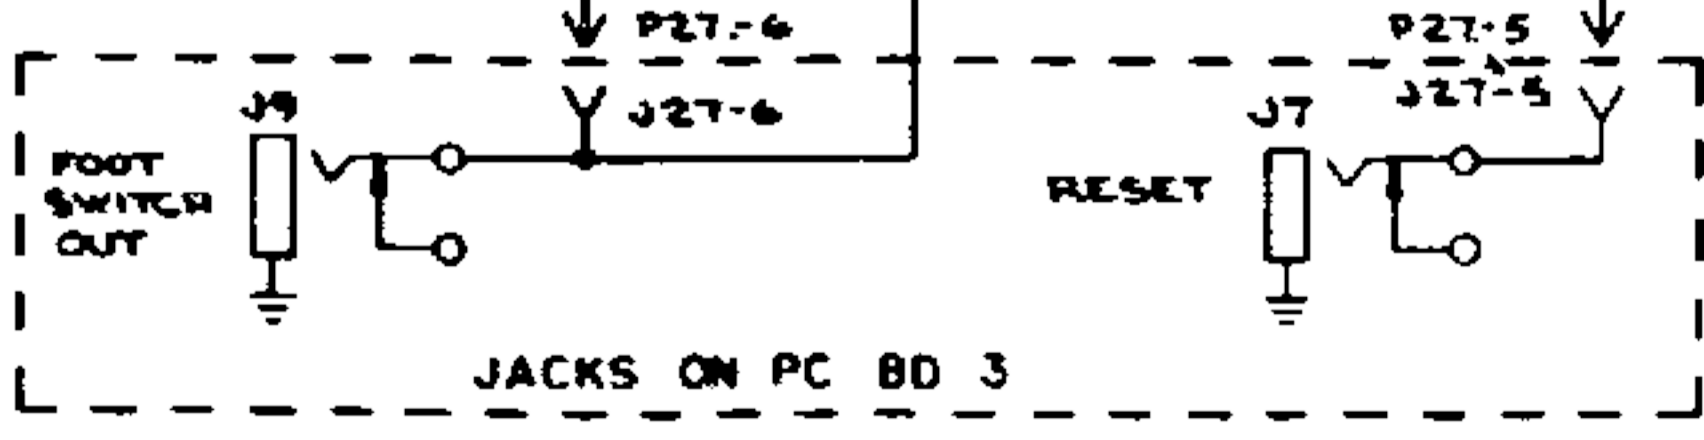 P27-6
P27-5
J9
J27-6
J7
J27-5
FOOT
SWITCH
OUT
RESET
JACKS ON PC BD 3